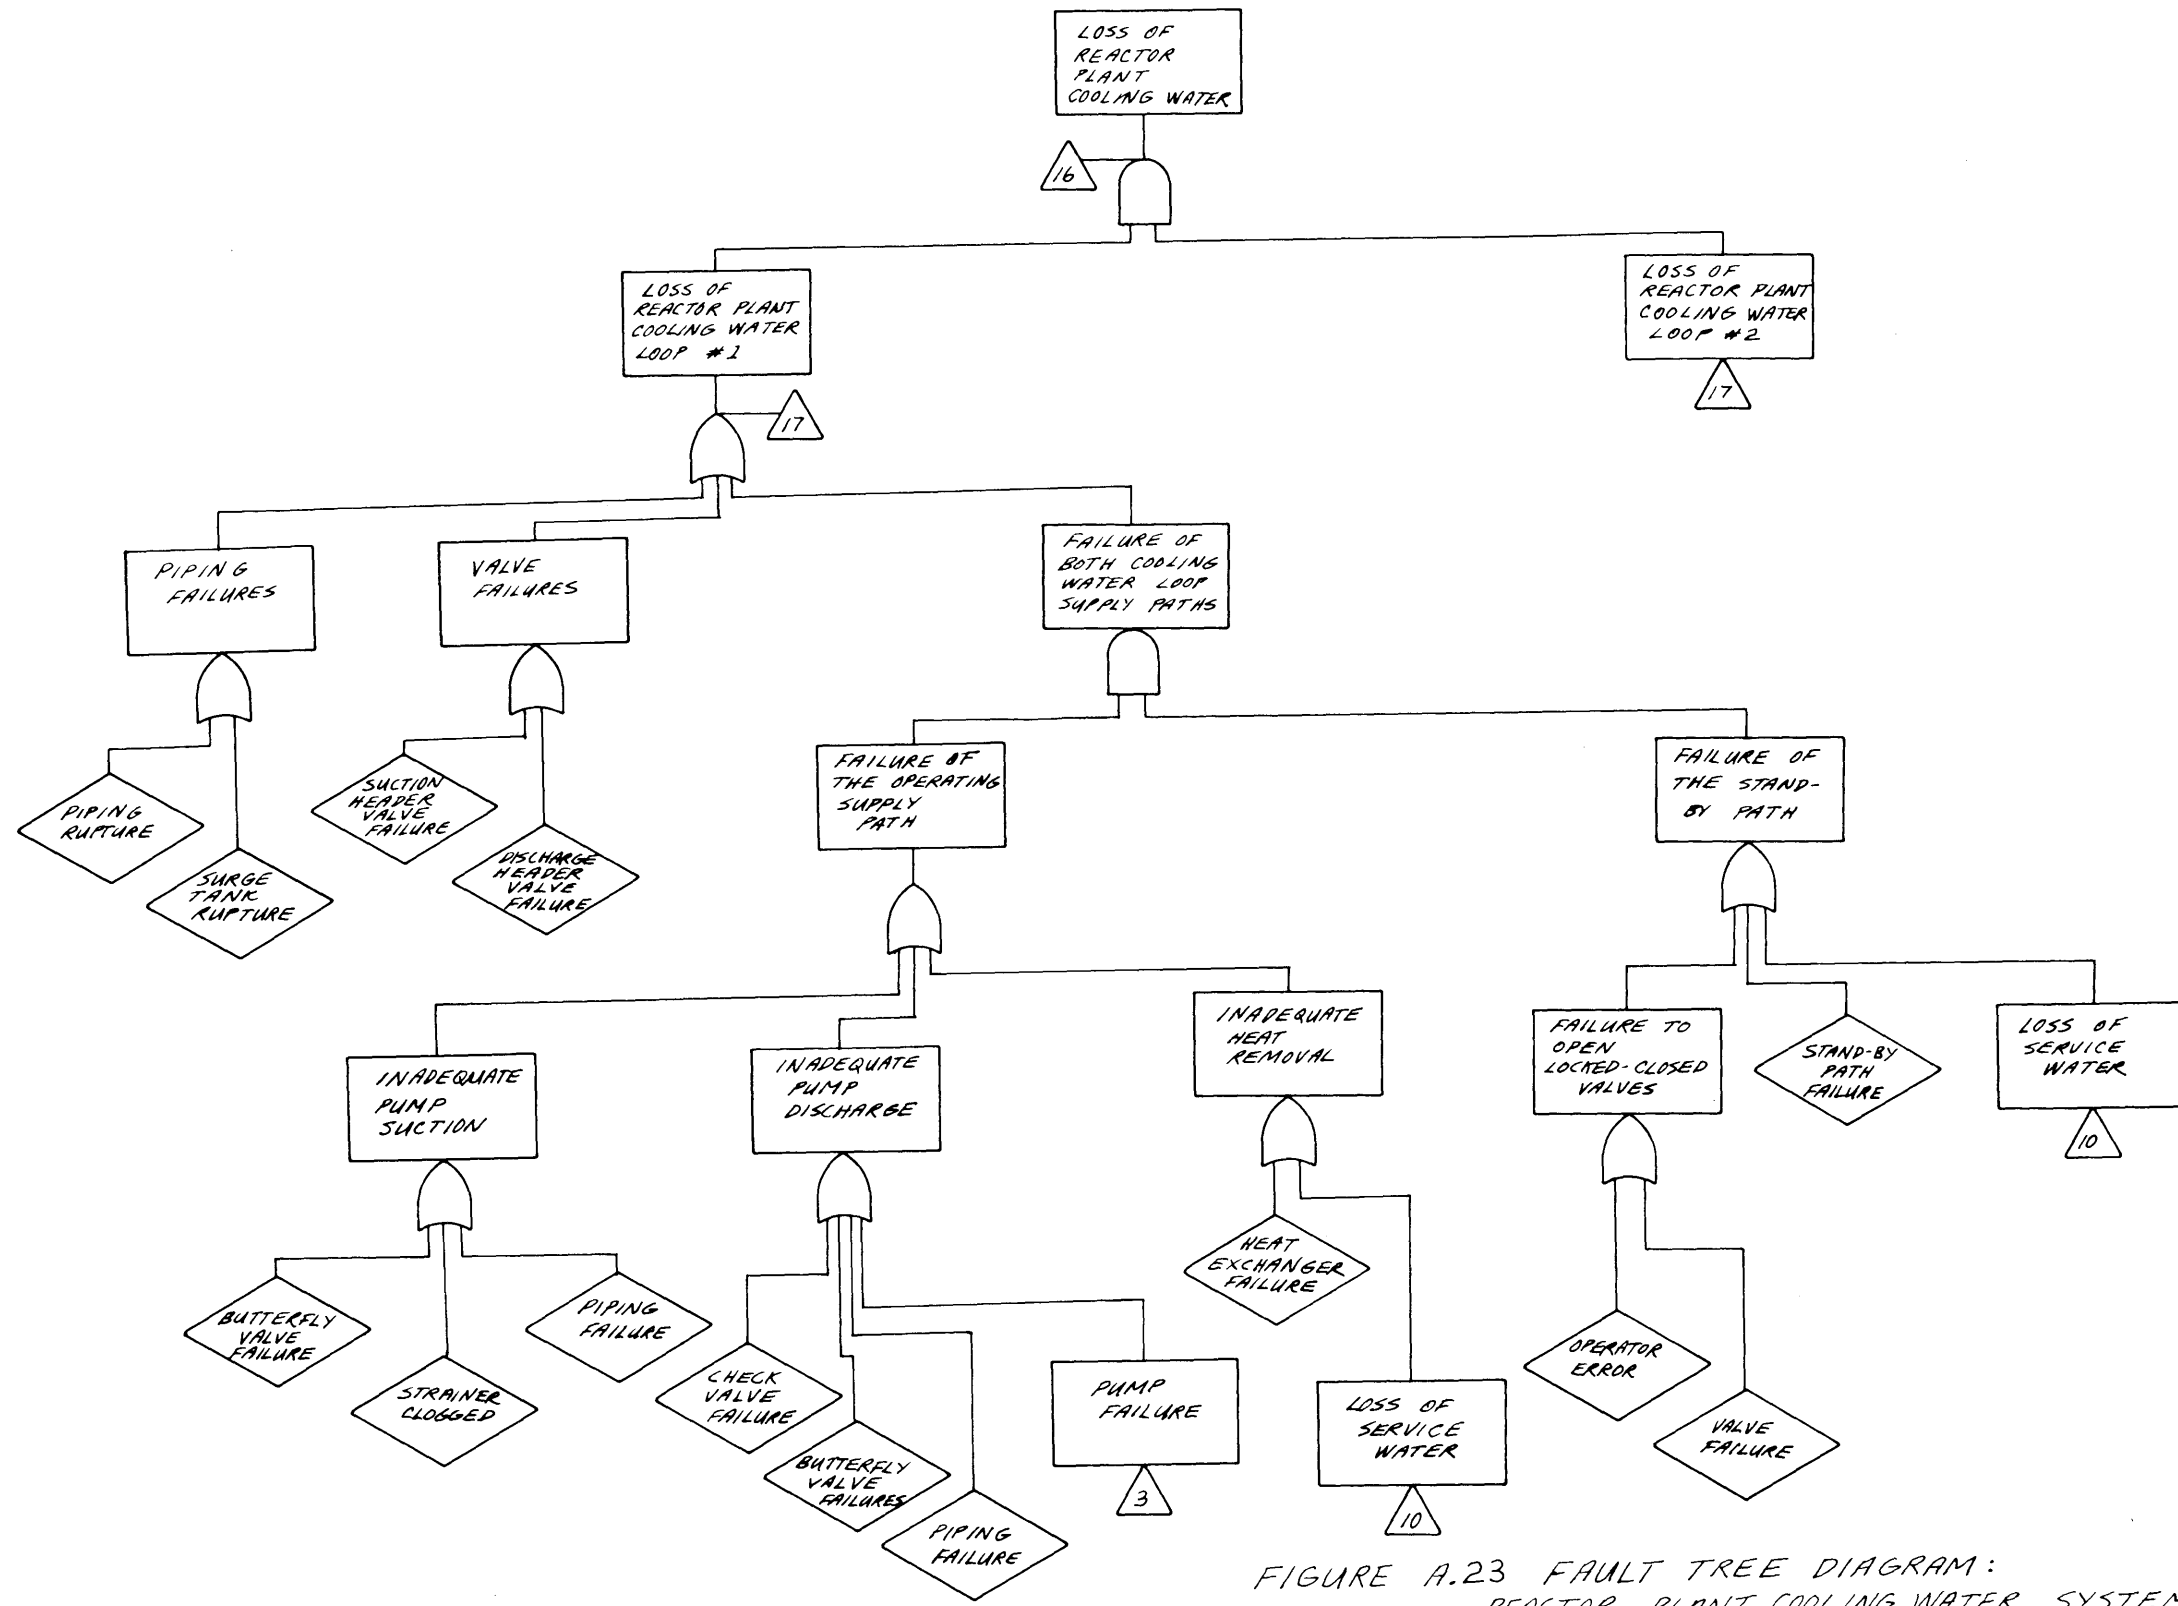 LOSS OF
REACTOR
PLANT
COOLING WATER
16
LOSS OF
REACTOR PLANT
COOLING WATER
LOOP #1
LOSS OF
REACTOR PLANT
COOLING WATER
LOOP #2
17
17
PIPING
FAILURES
VALVE
FAILURES
FAILURE OF
BOTH COOLING
WATER LOOP
SUPPLY PATHS
PIPING
RUPTURE
SURGE
TANK
RUPTURE
SUCTION
HEADER
VALVE
FAILURE
DISCHARGE
HEADER
VALVE
FAILURE
FAILURE OF
THE OPERATING
SUPPLY
PATH
FAILURE OF
THE STAND-
BY PATH
INADEQUATE
PUMP
SUCTION
INADEQUATE
PUMP
DISCHARGE
INADEQUATE
HEAT
REMOVAL
FAILURE TO
OPEN
LOCKED-CLOSED
VALVES
STAND-BY
PATH
FAILURE
LOSS OF
SERVICE
WATER
10
BUTTERFLY
VALVE
FAILURE
STRAINER
CLOGGED
PIPING
FAILURE
CHECK
VALVE
FAILURE
BUTTERFLY
VALVE
FAILURES
PIPING
FAILURE
PUMP
FAILURE
3
HEAT
EXCHANGER
FAILURE
LOSS OF
SERVICE
WATER
10
OPERATOR
ERROR
VALVE
FAILURE
FIGURE A.23 FAULT TREE DIAGRAM:
REACTOR PLANT COOLING WATER SYSTEM